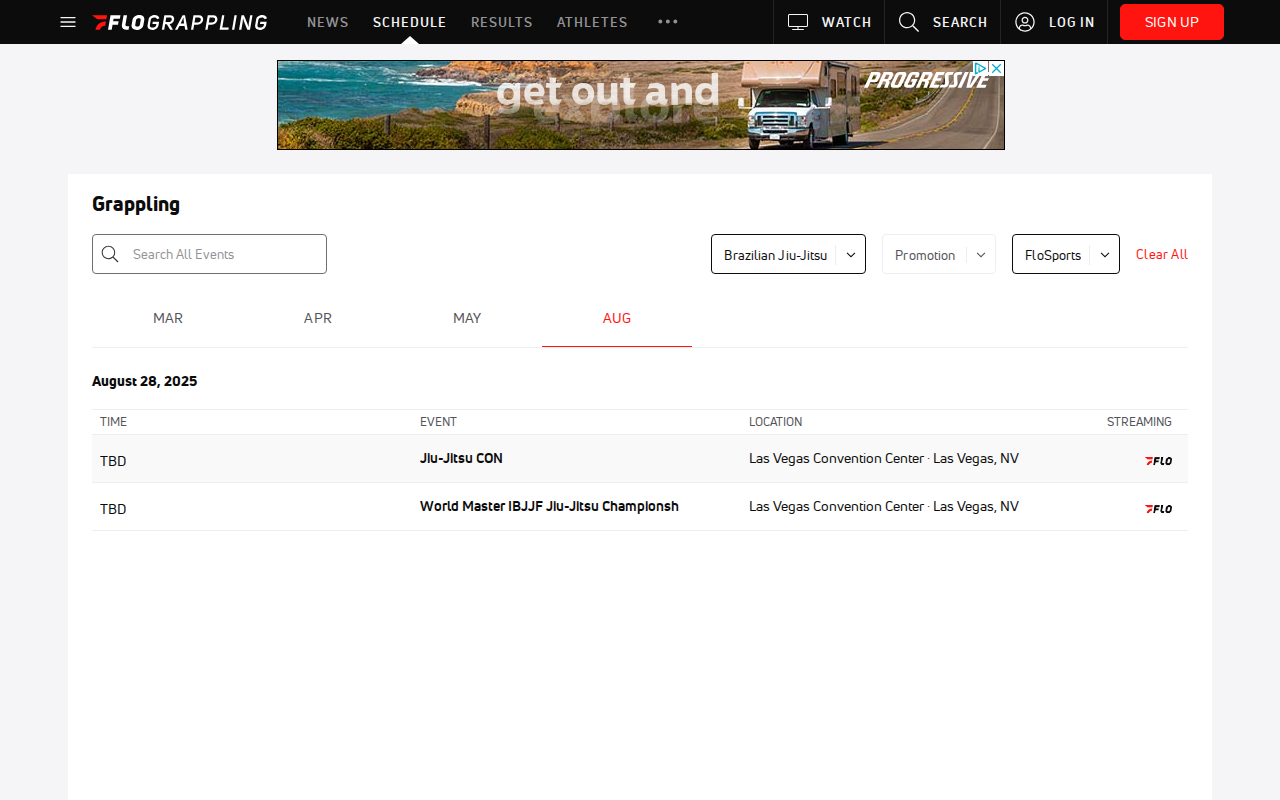 FLOGRAPPLING NEWS SCHEDULE RESULTS ATHLETES WATCH SEARCH LOG IN SIGN UP
get out and
explore
PROGRESSIVE
Grappling
Search All Events Brazilian Jiu-Jitsu Promotion FloSports Clear All
MAR APR MAY AUG
August 28, 2025
TIME EVENT LOCATION STREAMING
TBD Jiu-Jitsu CON Las Vegas Convention Center · Las Vegas, NV FLO
TBD World Master IBJJF Jiu-Jitsu Championsh Las Vegas Convention Center · Las Vegas, NV FLO